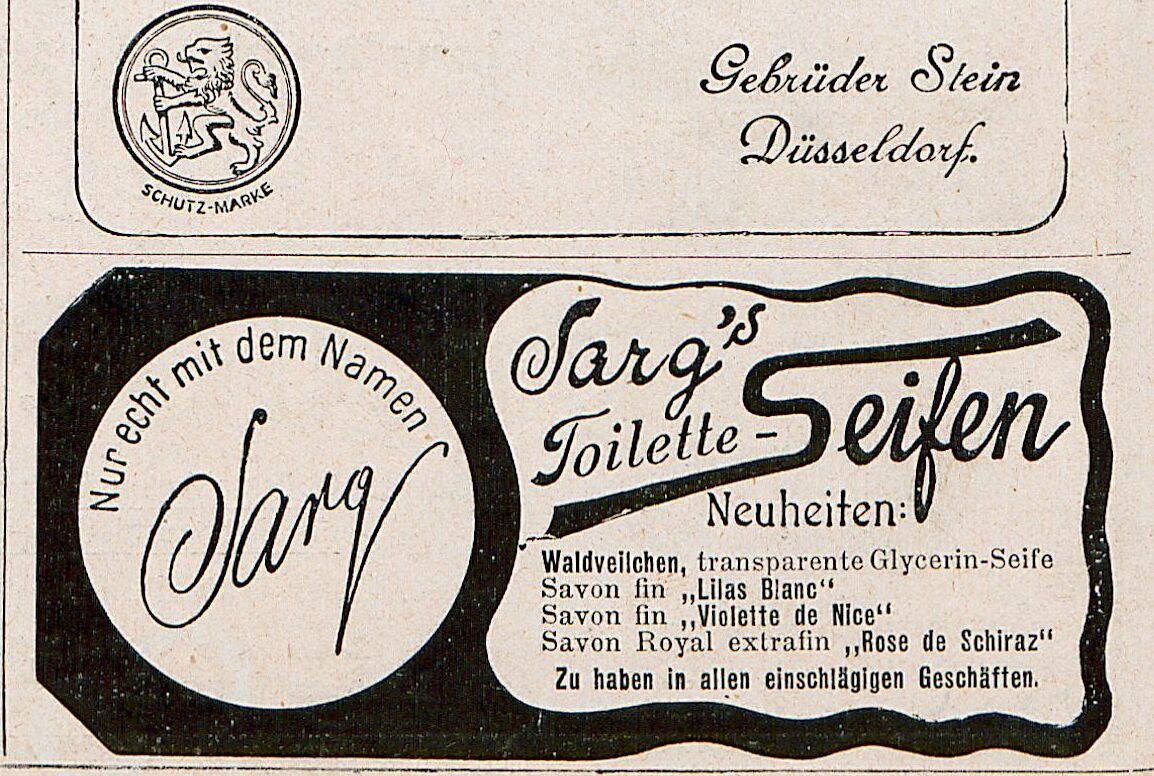 Gebrüder Stein
Düsseldorf.
SCHUTZ-MARKE
Nur echt mit dem Namen
Sarg
Sarg's
Toilette-Seifen
Neuheiten:
Waldveilchen, transparente Glycerin-Seife
Savon fin „Lilas Blanc“
Savon fin „Violette de Nice“
Savon Royal extrafin „Rose de Schiraz“
Zu haben in allen einschlägigen Geschäften.